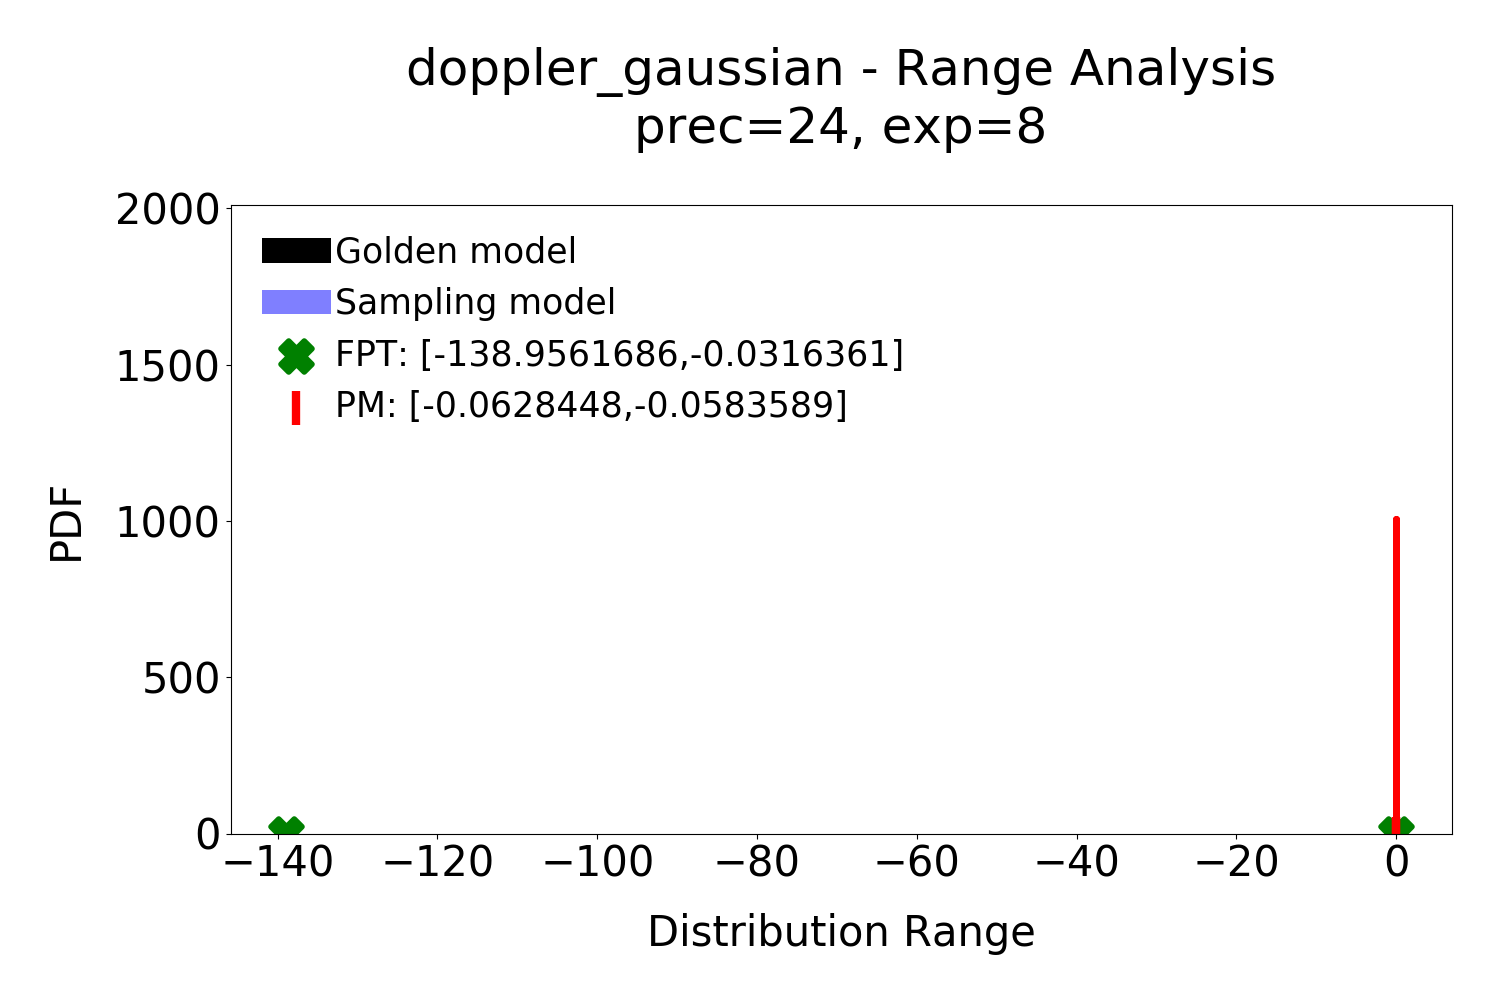 doppler_gaussian - Range Analysis
prec=24, exp=8
2000
1500
1000
500
0
PDF
Golden model
Sampling model
FPT: [-138.9561686,-0.0316361]
PM: [-0.0628448,-0.0583589]
−140 −120 −100 −80 −60 −40 −20 0
Distribution Range